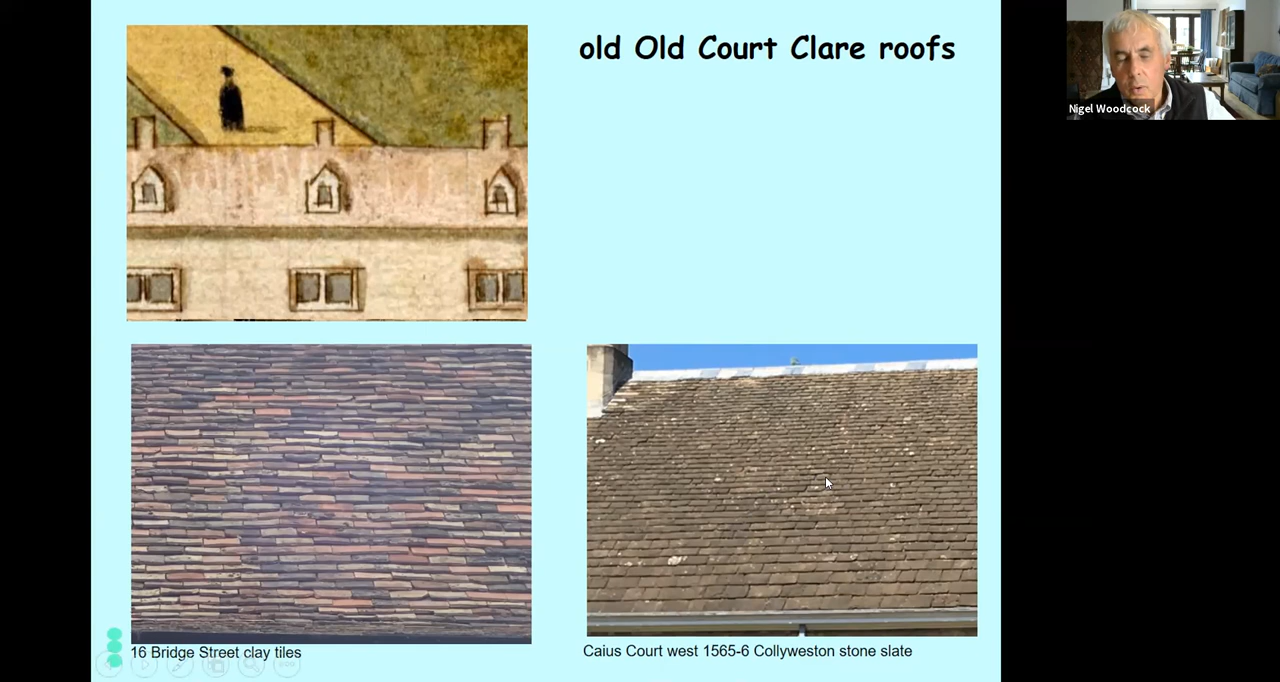 old Old Court Clare roofs
Nigel Woodcock
16 Bridge Street clay tiles
Caius Court west 1565-6 Collyweston stone slate